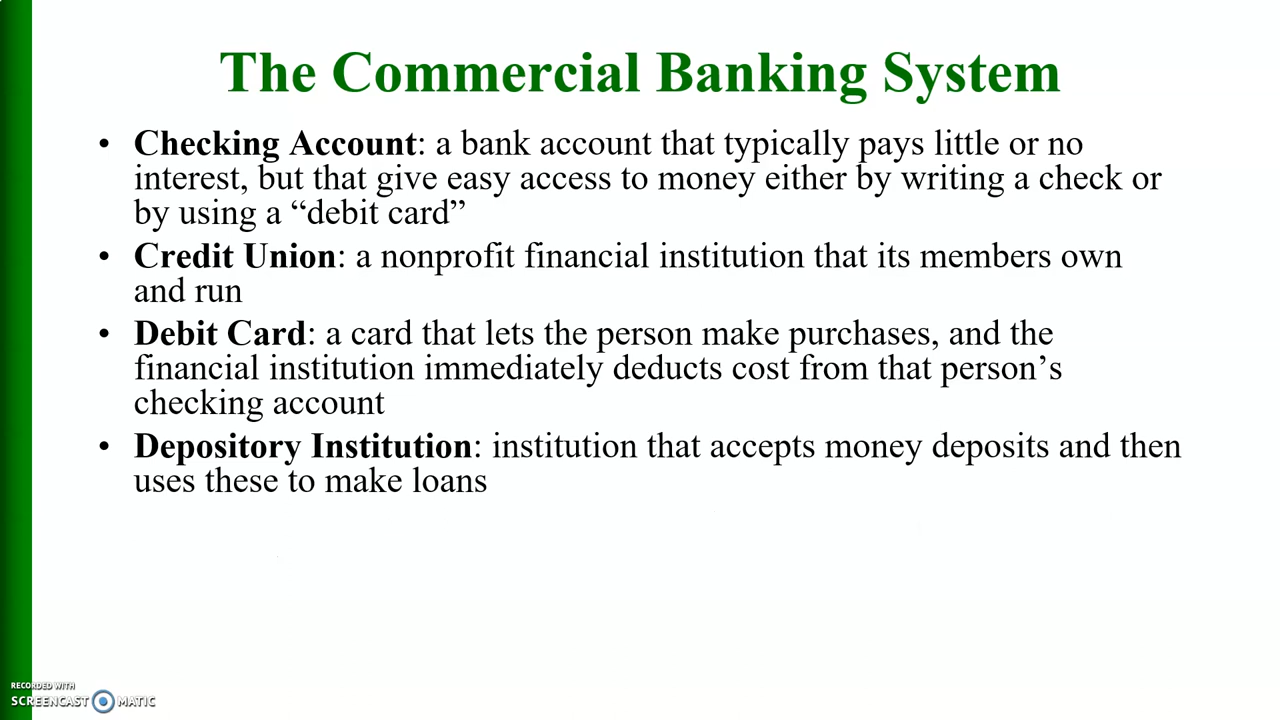 The Commercial Banking System
• Checking Account: a bank account that typically pays little or no
interest, but that give easy access to money either by writing a check or
by using a “debit card”
• Credit Union: a nonprofit financial institution that its members own
and run
• Debit Card: a card that lets the person make purchases, and the
financial institution immediately deducts cost from that person’s
checking account
• Depository Institution: institution that accepts money deposits and then
uses these to make loans
RECORDED WITH
SCREENCAST MATIC